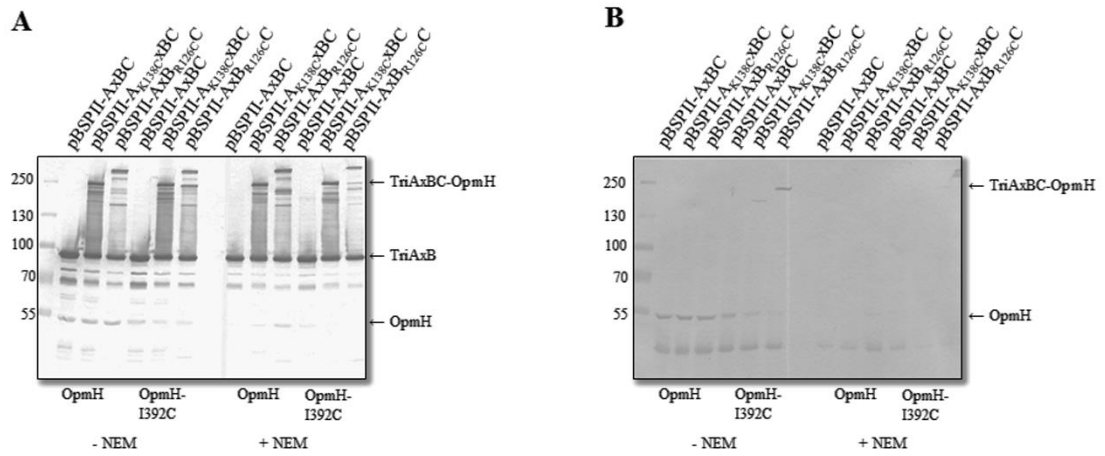 A
pBSPII-AxBC
pBSPII-AK138CxBC
pBSPII-AxBR126CC
pBSPII-AxBC
pBSPII-AK138CxBC
pBSPII-AxBR126CC
pBSPII-AxBC
pBSPII-AK138CxBC
pBSPII-AxBR126CC
pBSPII-AxBC
pBSPII-AK138CxBC
pBSPII-AxBR126CC
250
130
100
70
55
← TriAxBC-OpmH
← TriAxB
← OpmH
OpmH
OpmH-
I392C
OpmH
OpmH-
I392C
- NEM
+ NEM
B
pBSPII-AxBC
pBSPII-AK138CxBC
pBSPII-AxBR126CC
pBSPII-AxBC
pBSPII-AK138CxBC
pBSPII-AxBR126CC
pBSPII-AxBC
pBSPII-AK138CxBC
pBSPII-AxBR126CC
pBSPII-AxBC
pBSPII-AK138CxBC
pBSPII-AxBR126CC
250
130
100
70
55
← TriAxBC-OpmH
← OpmH
OpmH
OpmH-
I392C
OpmH
OpmH-
I392C
- NEM
+ NEM